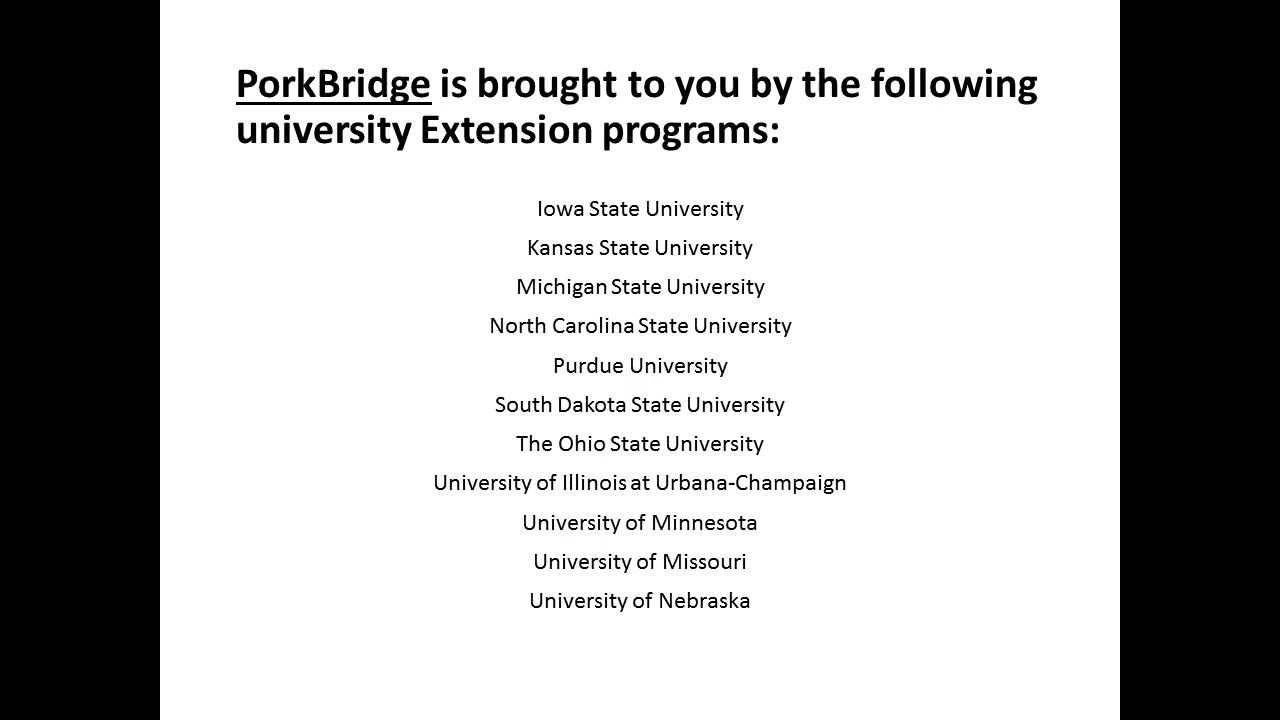 PorkBridge is brought to you by the following
university Extension programs:
Iowa State University
Kansas State University
Michigan State University
North Carolina State University
Purdue University
South Dakota State University
The Ohio State University
University of Illinois at Urbana-Champaign
University of Minnesota
University of Missouri
University of Nebraska